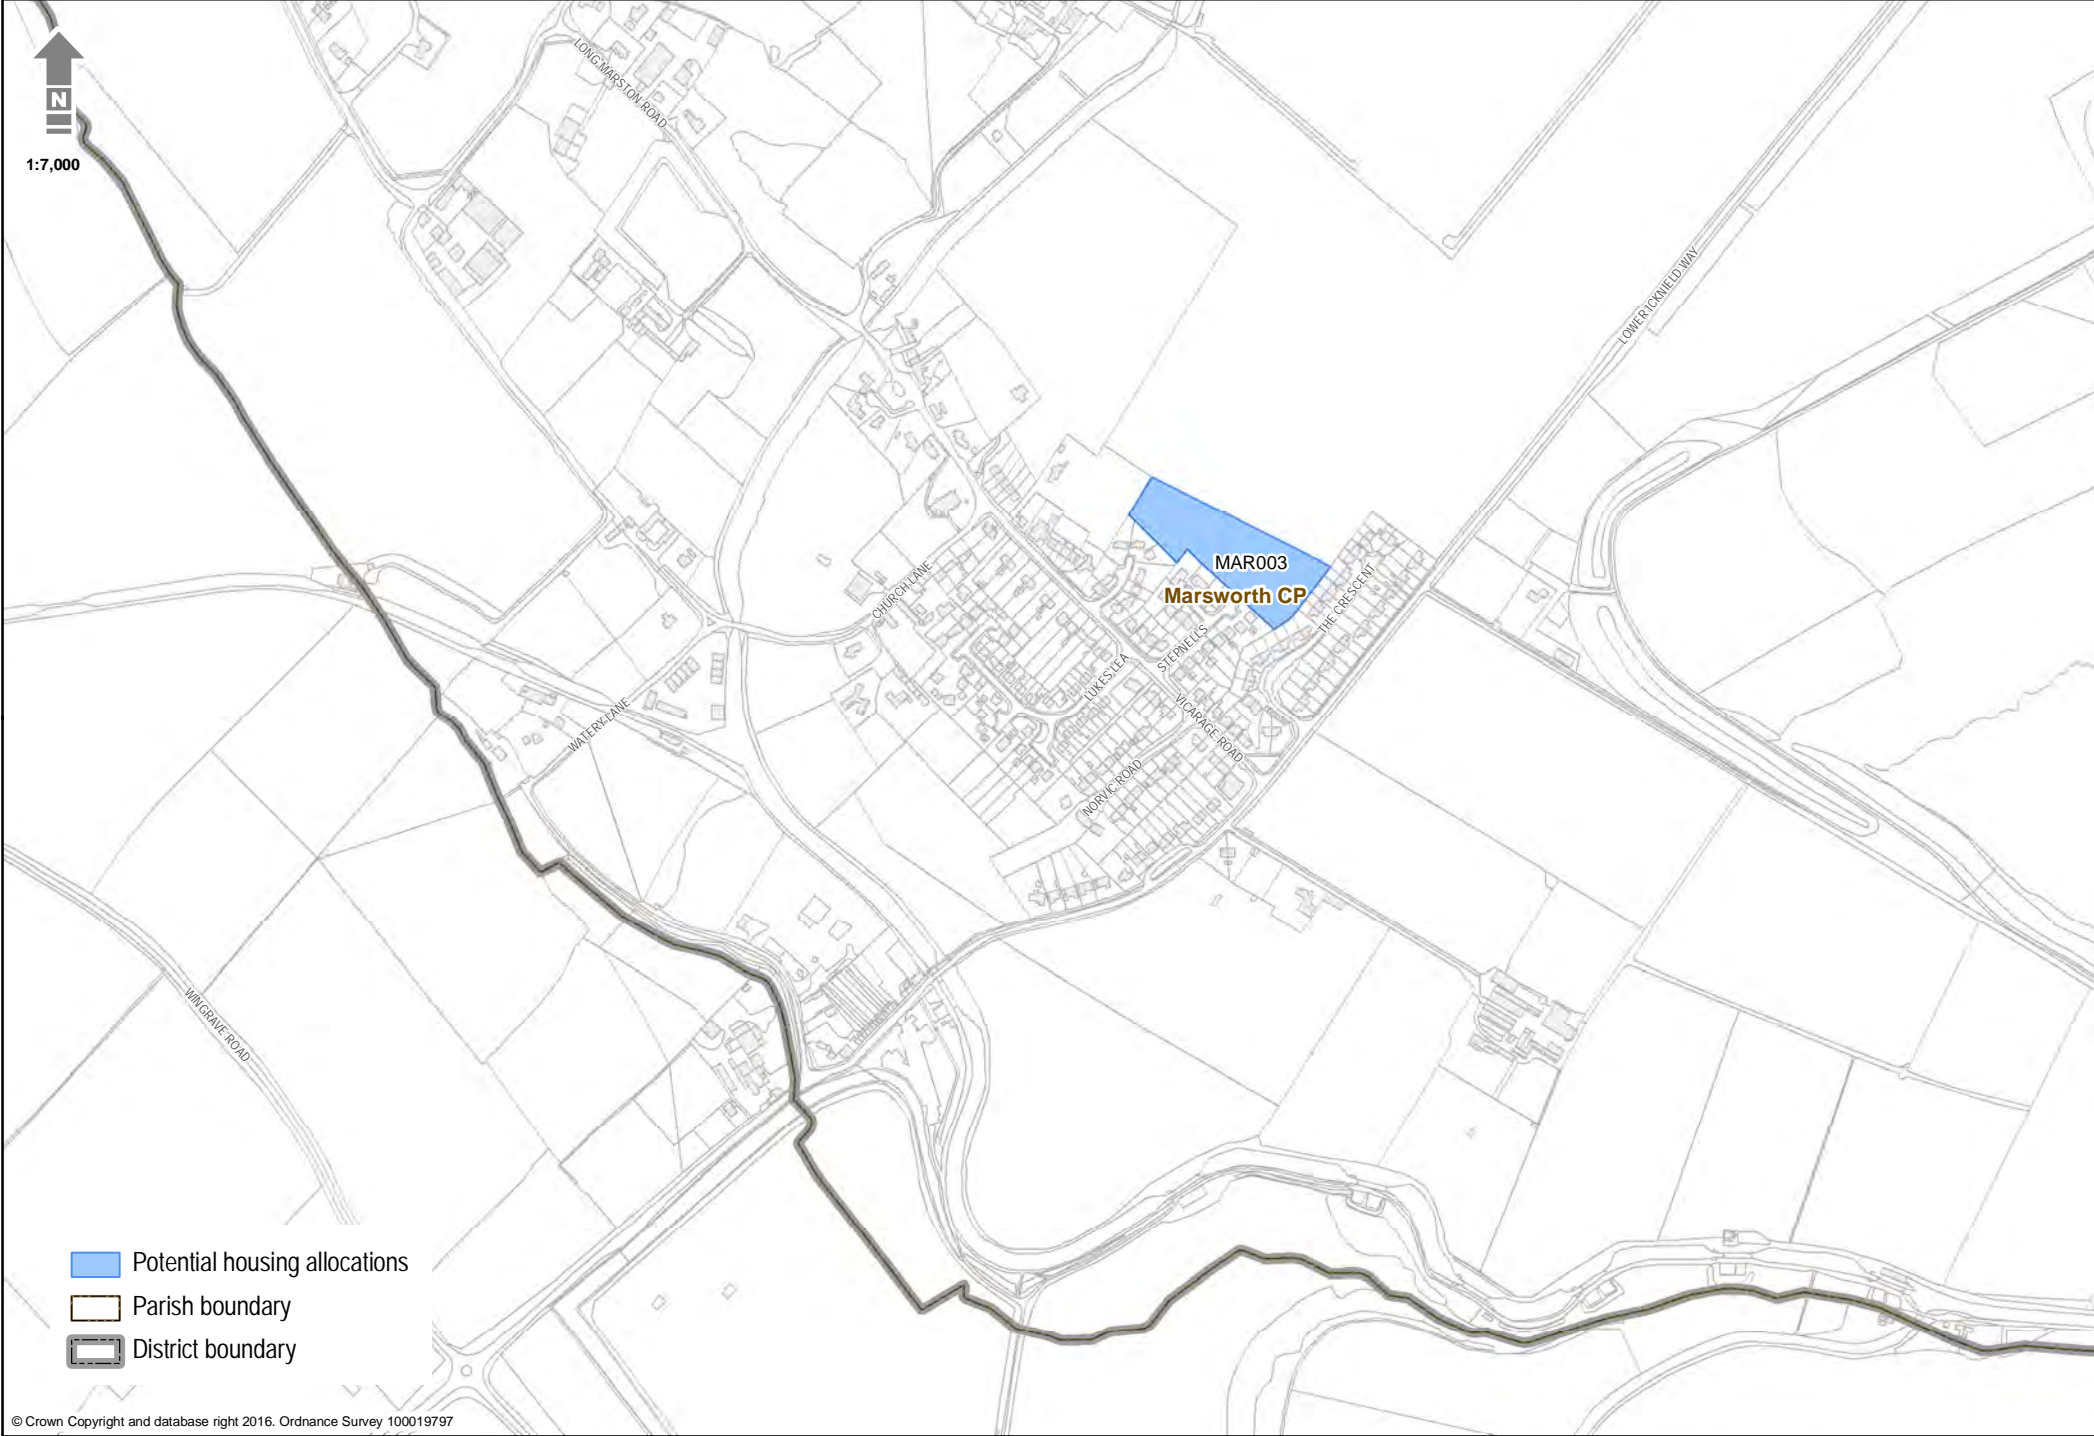 N
1:7,000
LONG MARSTON ROAD
LOWER ICKNIELD WAY
MAR003
Marsworth CP
CHURCH LANE
THE CRESCENT
STEPNELLS
LUKES LEA
VICARAGE ROAD
WATERY LANE
NORVIC ROAD
WINGRAVE ROAD
Potential housing allocations
Parish boundary
District boundary
© Crown Copyright and database right 2016. Ordnance Survey 100019797